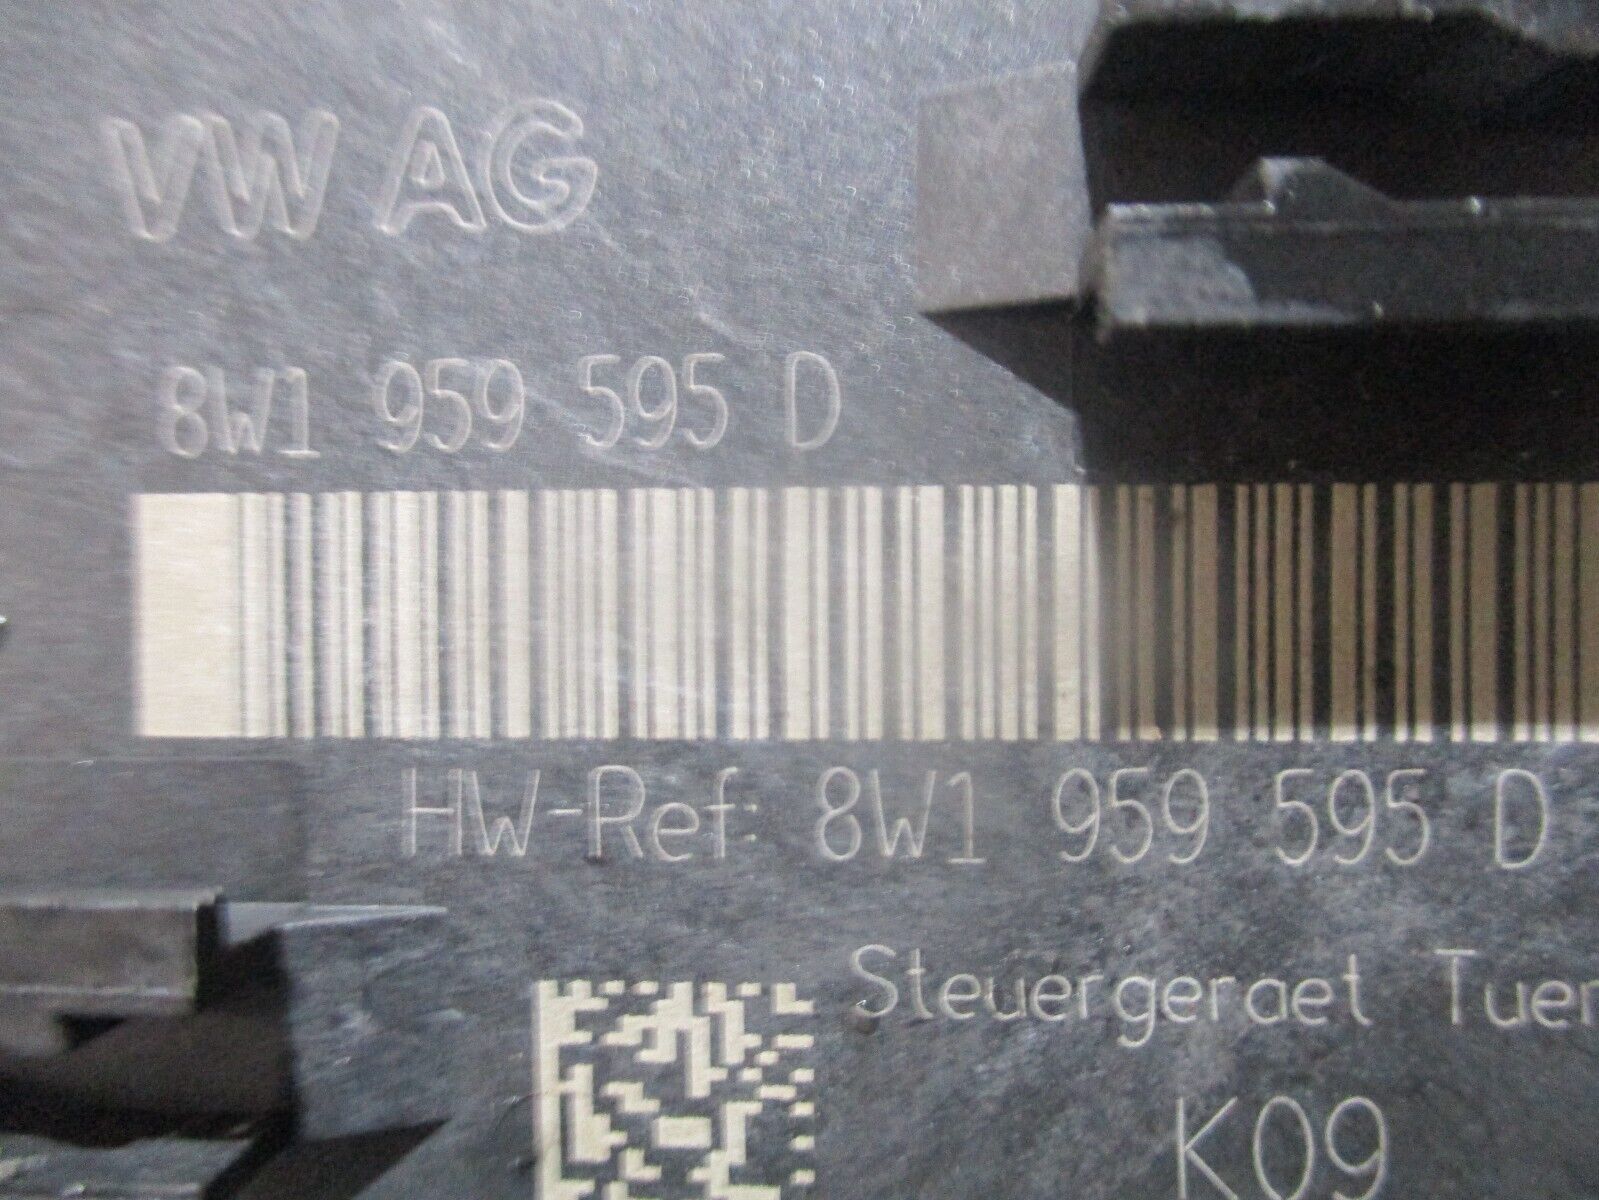 VW AG
8W1 959 595 D
HW-Ref: 8W1 959 595 D
Steuergeraet Tuer
K09